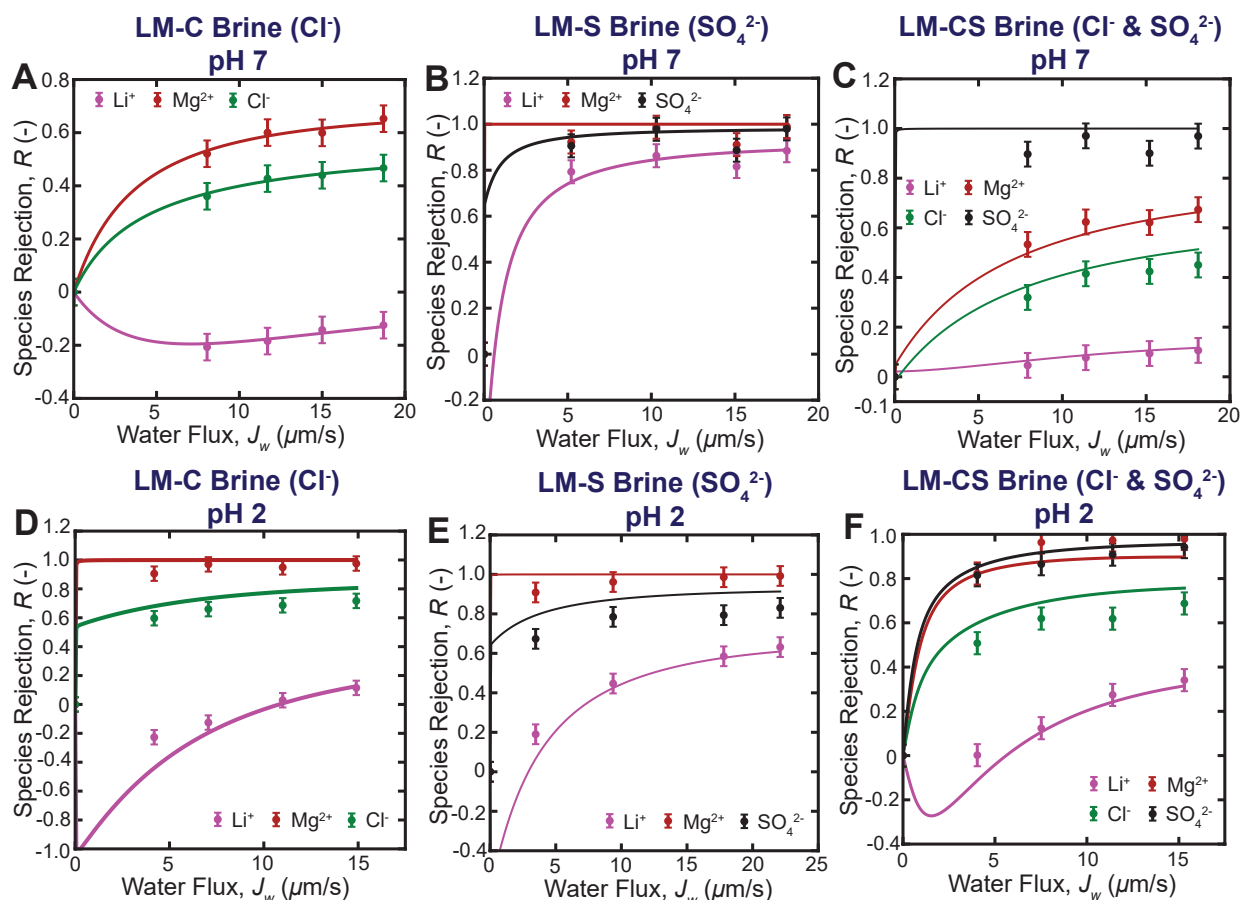 LM-C Brine (Cl⁻)
pH 7
A
0.8
0.6
0.4
0.2
0
-0.2
-0.4
Species Rejection, R (-)
Li⁺ Mg²⁺ Cl⁻
0 5 10 15 20
Water Flux, J_w (μm/s)
LM-S Brine (SO₄²⁻)
pH 7
B
1.2
1.0
0.8
0.6
0.4
0.2
0
-0.2
Species Rejection, R (-)
Li⁺ Mg²⁺ SO₄²⁻
0 5 10 15 20
Water Flux, J_w (μm/s)
LM-CS Brine (Cl⁻ & SO₄²⁻)
pH 7
C
1.2
1.0
0.8
0.6
0.4
0.2
0
-0.1
Species Rejection, R (-)
Li⁺ Mg²⁺
Cl⁻ SO₄²⁻
0 5 10 15 20
Water Flux, J_w (μm/s)
LM-C Brine (Cl⁻)
pH 2
D
1.2
1.0
0.8
0.6
0.4
0.2
0
-0.2
-0.4
-0.6
-0.8
-1.0
Species Rejection, R (-)
Li⁺ Mg²⁺ Cl⁻
0 5 10 15
Water Flux, J_w (μm/s)
LM-S Brine (SO₄²⁻)
pH 2
E
1.2
1.0
0.8
0.6
0.4
0.2
0
-0.2
-0.4
Species Rejection, R (-)
Li⁺ Mg²⁺ SO₄²⁻
0 5 10 15 20 25
Water Flux, J_w (μm/s)
LM-CS Brine (Cl⁻ & SO₄²⁻)
pH 2
F
1.0
0.8
0.6
0.4
0.2
0
-0.2
-0.4
Species Rejection, R (-)
Li⁺ Mg²⁺
Cl⁻ SO₄²⁻
0 5 10 15
Water Flux, J_w (μm/s)